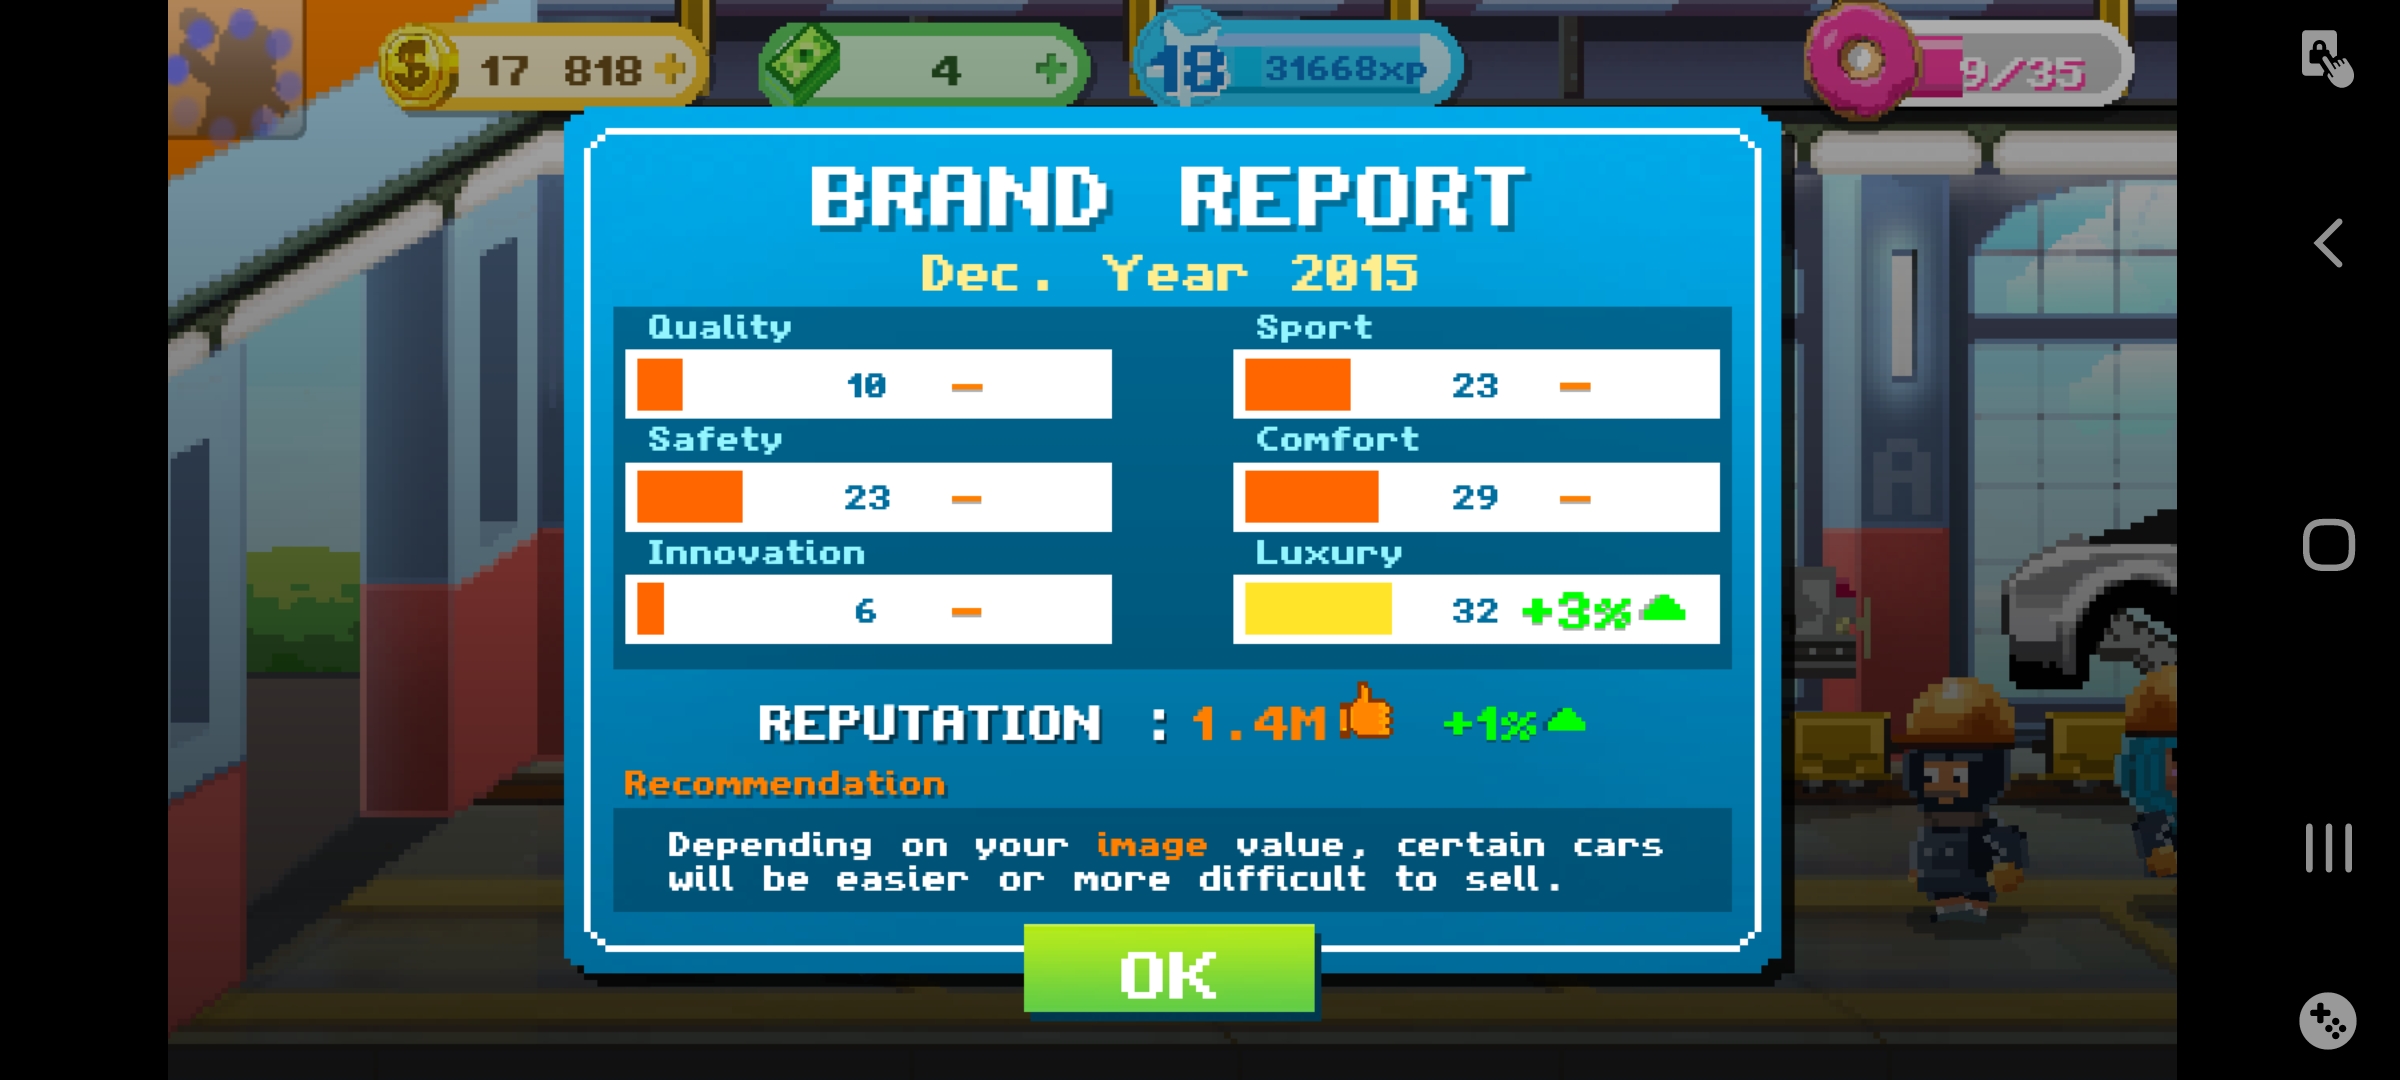 17 818 +
4 +
18 31668xp
9/35
BRAND REPORT
Dec. Year 2015
Quality
10 -
Sport
23 -
Safety
23 -
Comfort
29 -
Innovation
6 -
Luxury
32 +3%
REPUTATION : 1.4M +1%
Recommendation
Depending on your image value, certain cars
will be easier or more difficult to sell.
OK
A